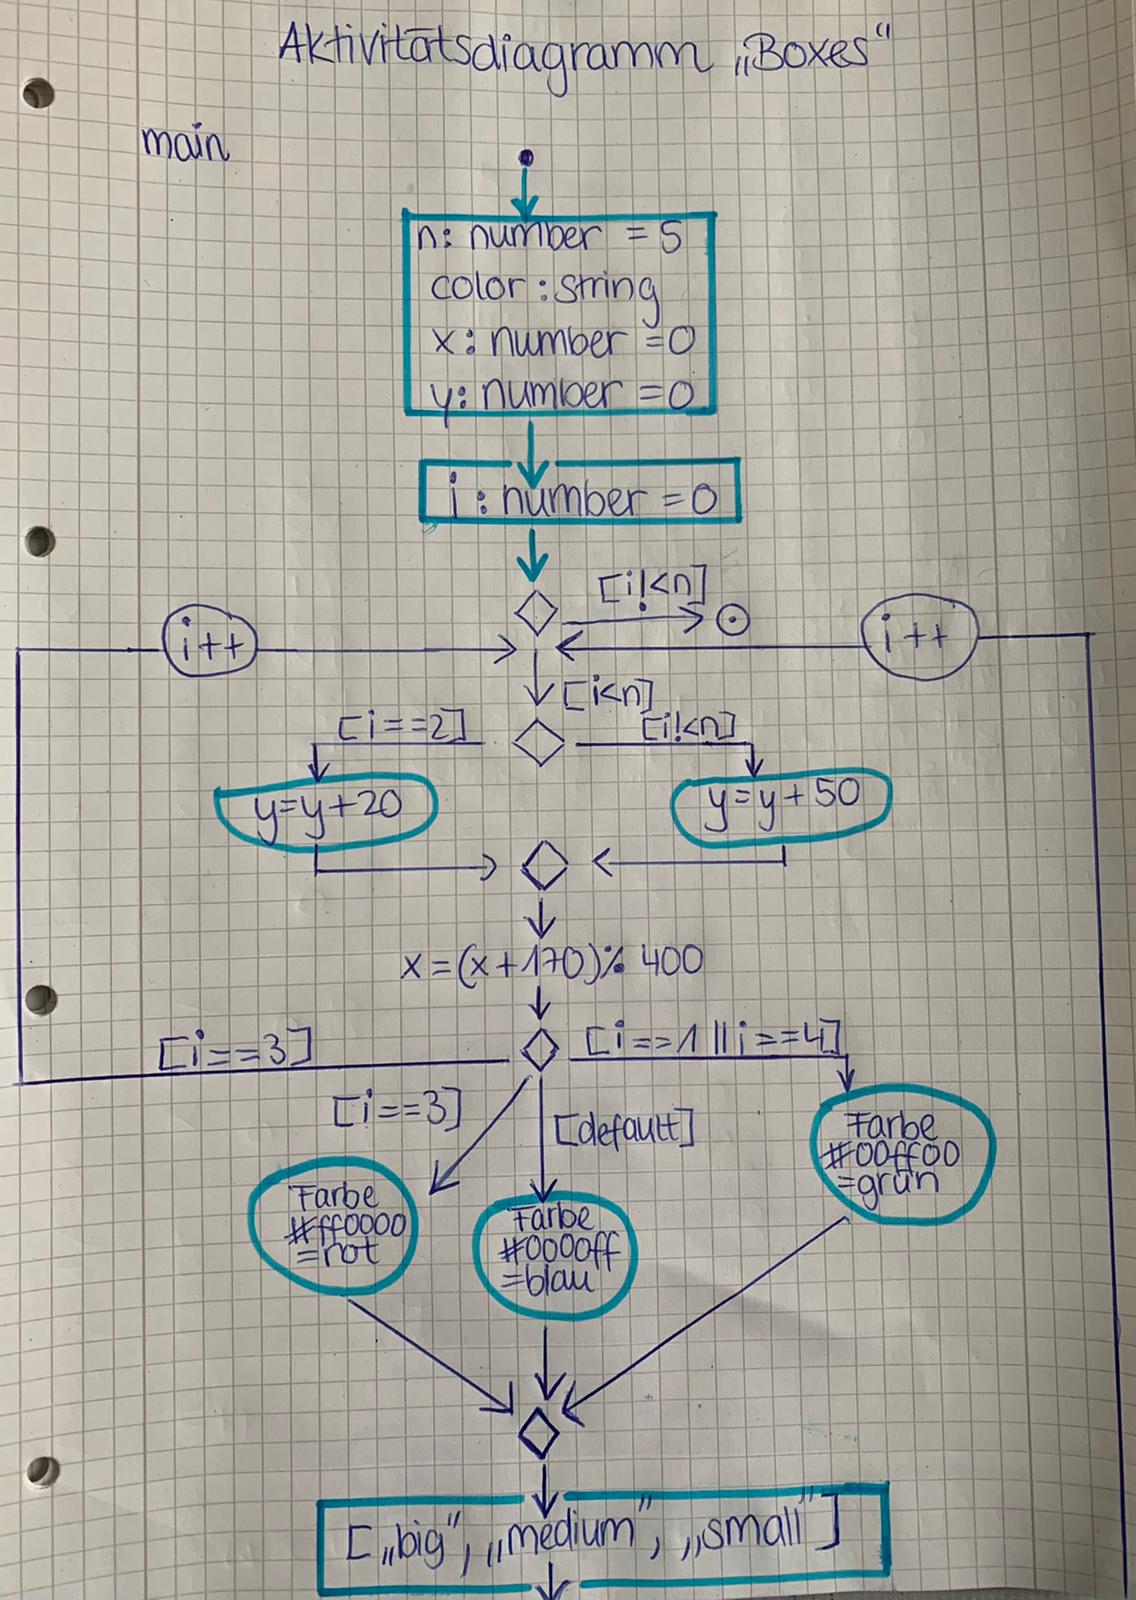 Aktivitätsdiagramm „Boxes“
main
n: number = 5
color : string
x: number =0
y: number =0
i : number =0
[i!<n]
i++
i++
[i<n]
[i==2]
[i!<n]
y=y+20
y=y+50
x=(x+170)% 400
[i==3]
[i==1 || i==4]
[i==3]
[default]
Farbe
#00ff00
=grün
Farbe
#ff0000
=rot
Farbe
#0000ff
=blau
[„big“, „medium”, „small”]